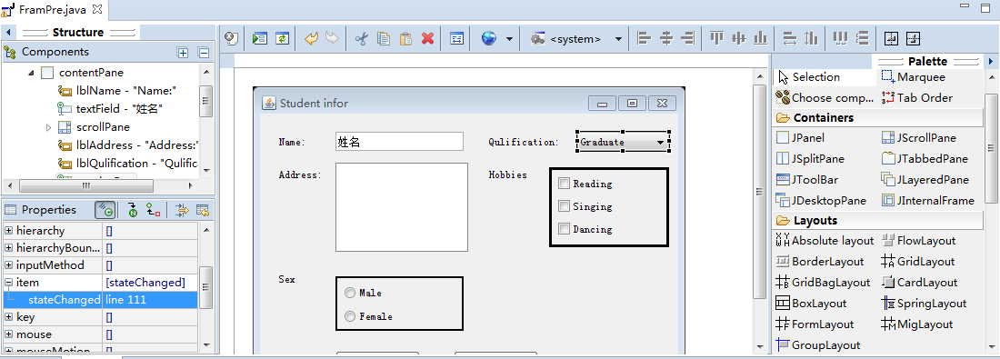 FramPre.java
Structure
<system>
Palette
Components
contentPane
lblName - "Name:"
textField - "姓名"
scrollPane
lblAddress - "Address:"
lblQulification - "Qulific
Properties
hierarchy []
hierarchyBoun... []
inputMethod []
item [stateChanged]
stateChanged line 111
key []
mouse []
mouseMotion []
Student infor
Name: 姓名
Qulification: Graduate
Address:
Hobbies
Reading
Singing
Dancing
Sex
Male
Female
Selection Marquee
Choose comp... Tab Order
Containers
JPanel JScrollPane
JSplitPane JTabbedPane
JToolBar JLayeredPane
JDesktopPane JInternalFrame
Layouts
Absolute layout FlowLayout
BorderLayout GridLayout
GridBagLayout CardLayout
BoxLayout SpringLayout
FormLayout MigLayout
GroupLayout